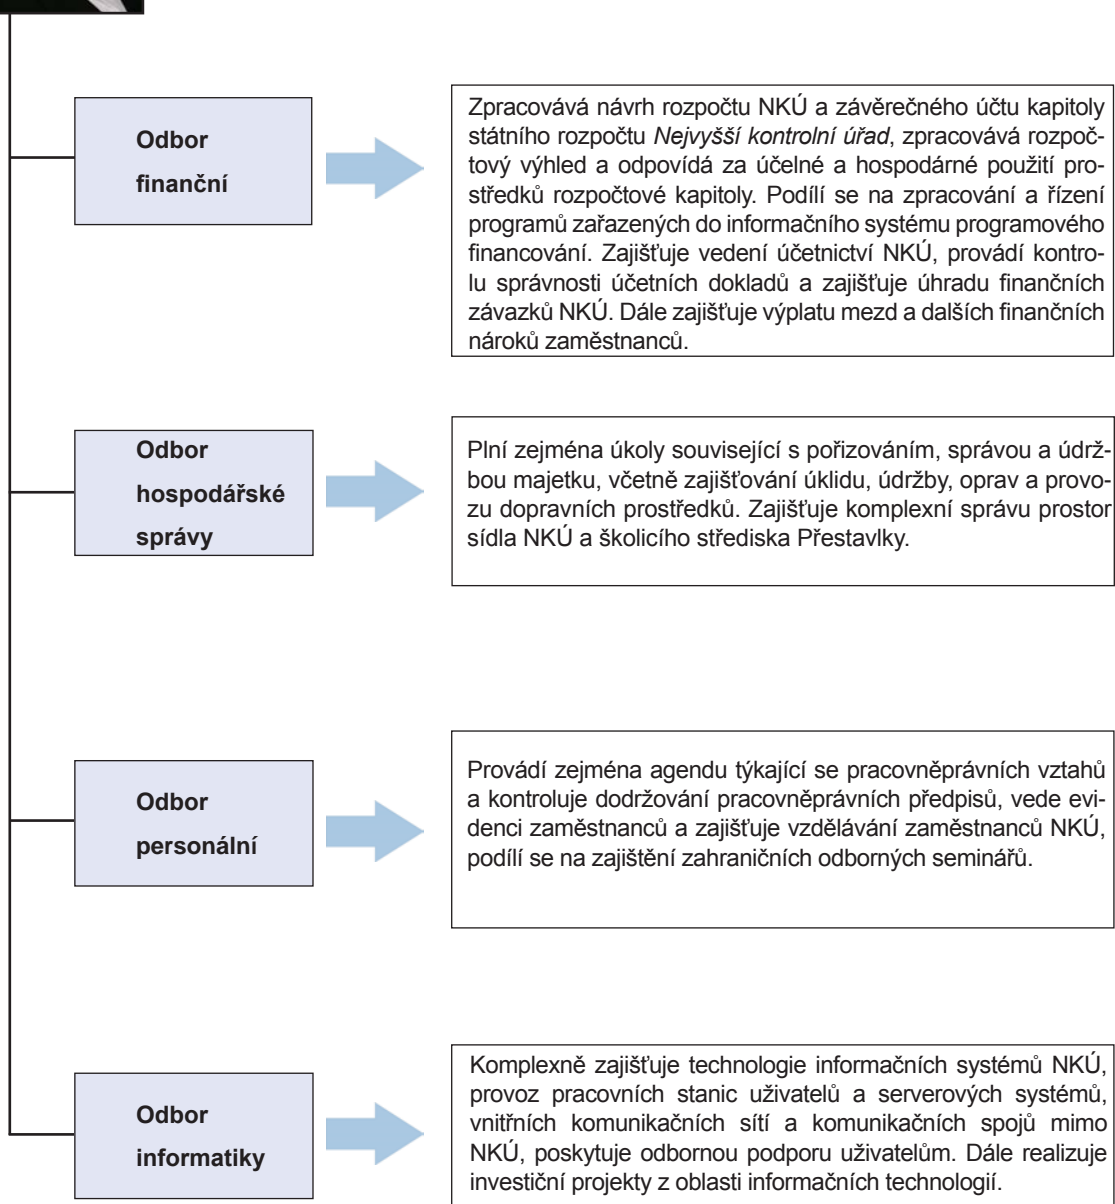 Odbor
finanční
Zpracovává návrh rozpočtu NKÚ a závěrečného účtu kapitoly
státního rozpočtu Nejvyšší kontrolní úřad, zpracovává rozpoč-
tový výhled a odpovídá za účelné a hospodárné použití pro-
středků rozpočtové kapitoly. Podílí se na zpracování a řízení
programů zařazených do informačního systému programového
financování. Zajišťuje vedení účetnictví NKÚ, provádí kontro-
lu správnosti účetních dokladů a zajišťuje úhradu finančních
závazků NKÚ. Dále zajišťuje výplatu mezd a dalších finančních
nároků zaměstnanců.
Odbor
hospodářské
správy
Plní zejména úkoly související s pořizováním, správou a údrž-
bou majetku, včetně zajišťování úklidu, údržby, oprav a provo-
zu dopravních prostředků. Zajišťuje komplexní správu prostor
sídla NKÚ a školicího střediska Přestavlky.
Odbor
personální
Provádí zejména agendu týkající se pracovněprávních vztahů
a kontroluje dodržování pracovněprávních předpisů, vede evi-
denci zaměstnanců a zajišťuje vzdělávání zaměstnanců NKÚ,
podílí se na zajištění zahraničních odborných seminářů.
Odbor
informatiky
Komplexně zajišťuje technologie informačních systémů NKÚ,
provoz pracovních stanic uživatelů a serverových systémů,
vnitřních komunikačních sítí a komunikačních spojů mimo
NKÚ, poskytuje odbornou podporu uživatelům. Dále realizuje
investiční projekty z oblasti informačních technologií.